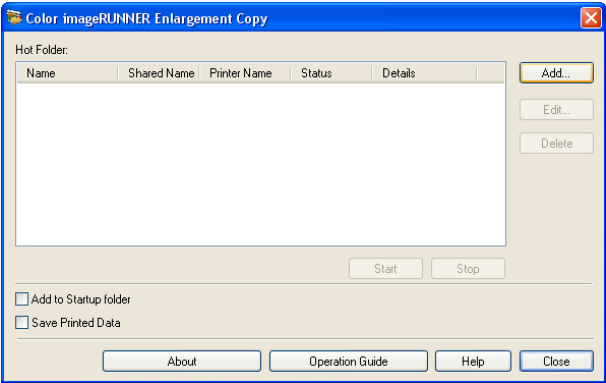 Color imageRUNNER Enlargement Copy
Hot Folder:
Name Shared Name Printer Name Status Details
Add...
Edit...
Delete
Start Stop
Add to Startup folder
Save Printed Data
About Operation Guide Help Close